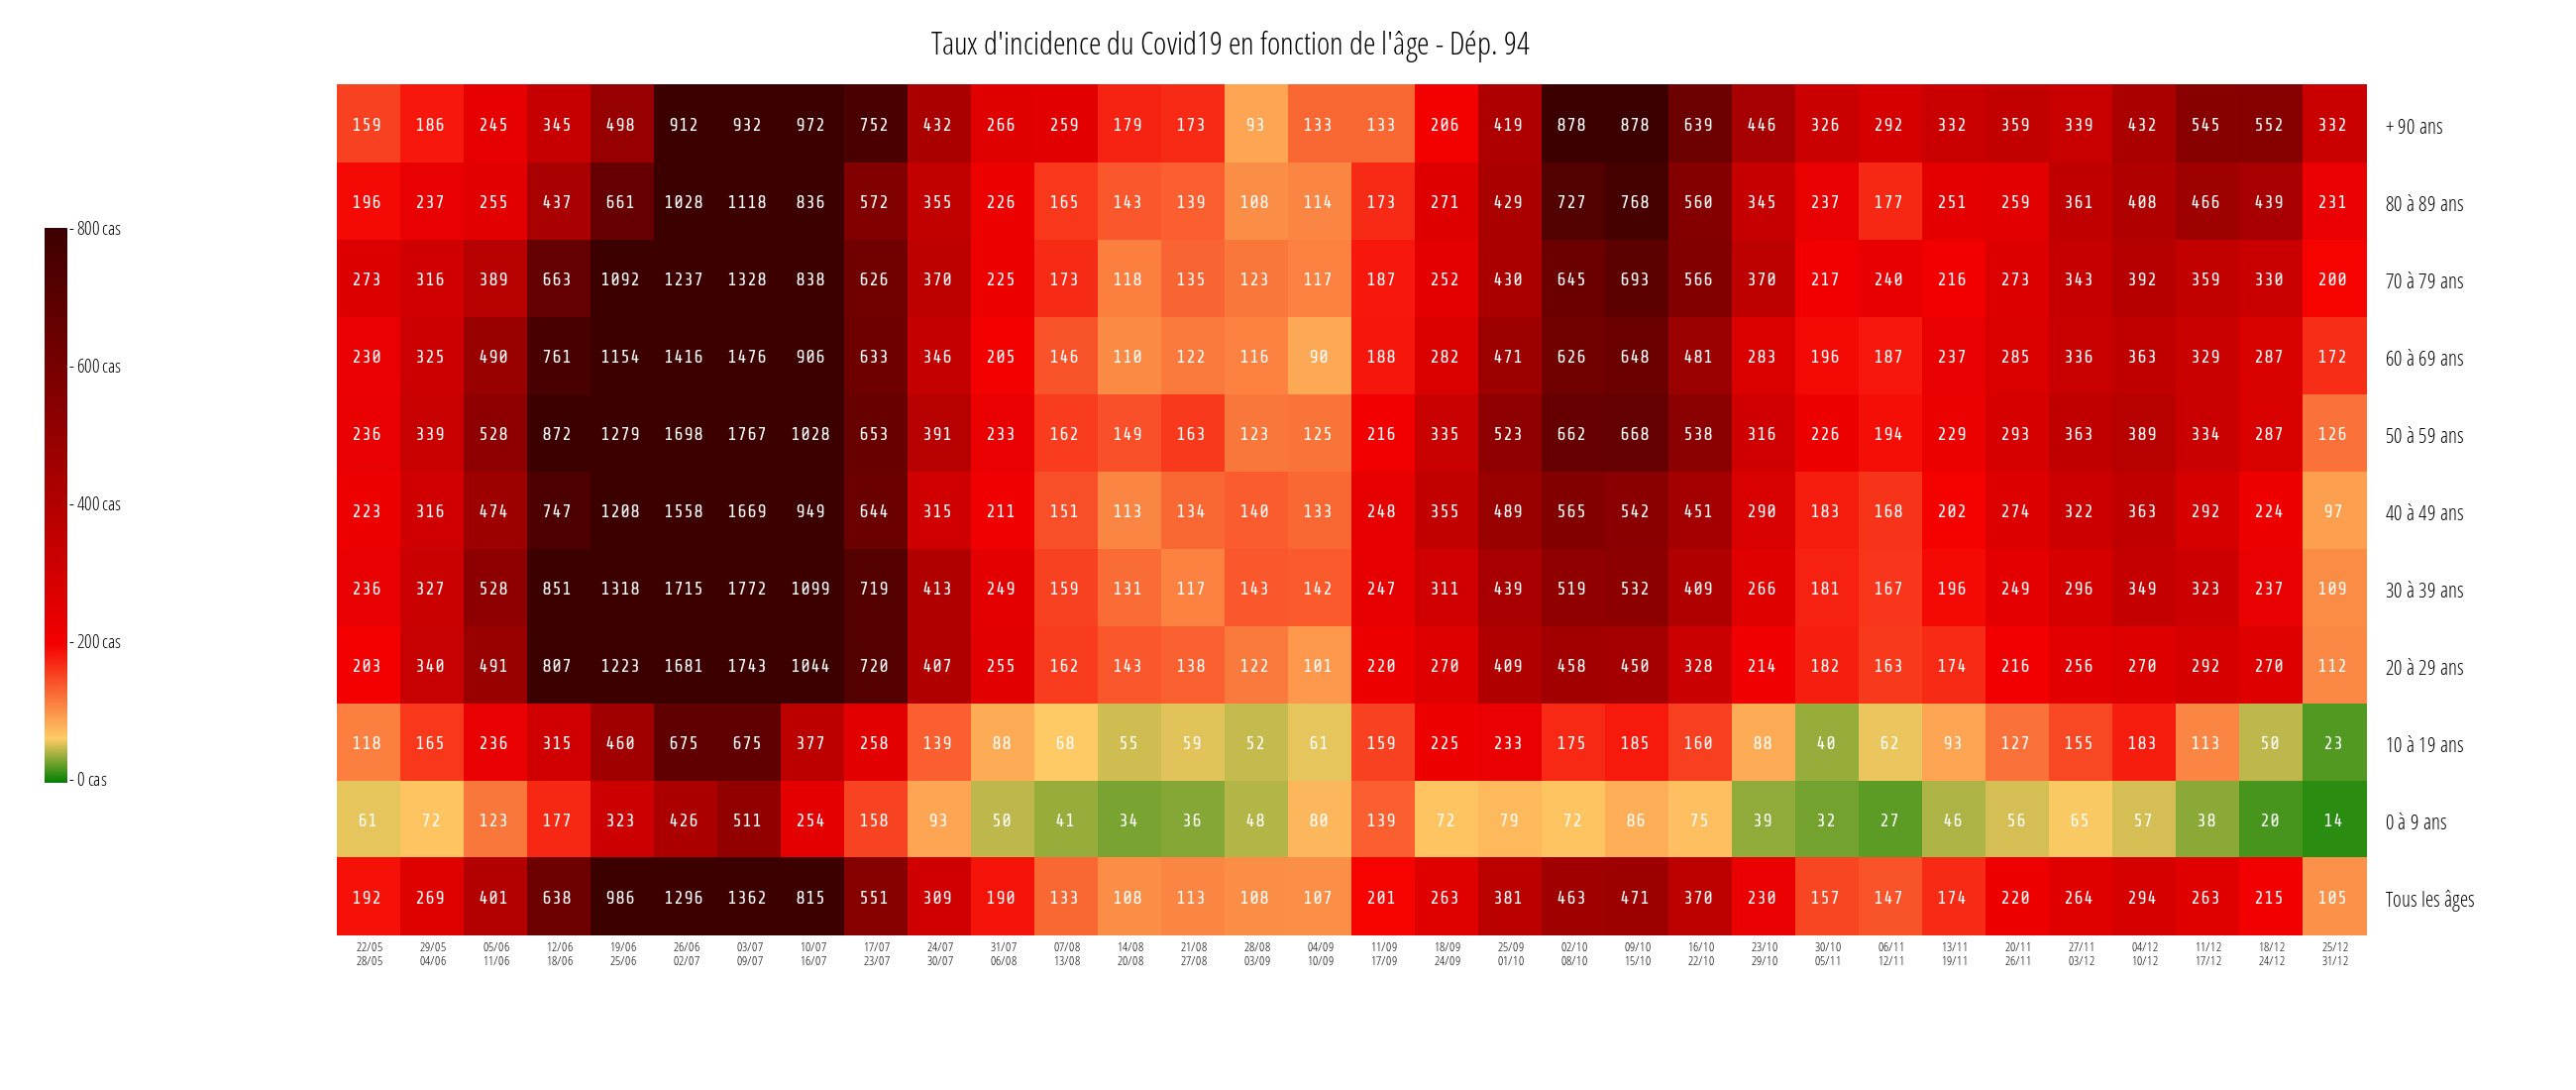 Taux d'incidence du Covid19 en fonction de l'âge - Dép. 94
- 800 cas
- 600 cas
- 400 cas
- 200 cas
- 0 cas
159 186 245 345 498 912 932 972 752 432 266 259 179 173 93 133 133 206 419 878 878 639 446 326 292 332 359 339 432 545 552 332 + 90 ans
196 237 255 437 661 1028 1118 836 572 355 226 165 143 139 108 114 173 271 429 727 768 560 345 237 177 251 259 361 408 466 439 231 80 à 89 ans
273 316 389 663 1092 1237 1328 838 626 370 225 173 118 135 123 117 187 252 430 645 693 566 370 217 240 216 273 343 392 359 330 200 70 à 79 ans
230 325 490 761 1154 1416 1476 906 633 346 205 146 110 122 116 90 188 282 471 626 648 481 283 196 187 237 285 336 363 329 287 172 60 à 69 ans
236 339 528 872 1279 1698 1767 1028 653 391 233 162 149 163 123 125 216 335 523 662 668 538 316 226 194 229 293 363 389 334 287 126 50 à 59 ans
223 316 474 747 1208 1558 1669 949 644 315 211 151 113 134 140 133 248 355 489 565 542 451 290 183 168 202 274 322 363 292 224 97 40 à 49 ans
236 327 528 851 1318 1715 1772 1099 719 413 249 159 131 117 143 142 247 311 439 519 532 409 266 181 167 196 249 296 349 323 237 109 30 à 39 ans
203 340 491 807 1223 1681 1743 1044 720 407 255 162 143 138 122 101 220 270 409 458 450 328 214 182 163 174 216 256 270 292 270 112 20 à 29 ans
118 165 236 315 460 675 675 377 258 139 88 68 55 59 52 61 159 225 233 175 185 160 88 40 62 93 127 155 183 113 50 23 10 à 19 ans
61 72 123 177 323 426 511 254 158 93 50 41 34 36 48 80 139 72 79 72 86 75 39 32 27 46 56 65 57 38 20 14 0 à 9 ans
192 269 401 638 986 1296 1362 815 551 309 190 133 108 113 108 107 201 263 381 463 471 370 230 157 147 174 220 264 294 263 215 105 Tous les âges
22/05 29/05 05/06 12/06 19/06 26/06 03/07 10/07 17/07 24/07 31/07 07/08 14/08 21/08 28/08 04/09 11/09 18/09 25/09 02/10 09/10 16/10 23/10 30/10 06/11 13/11 20/11 27/11 04/12 11/12 18/12 25/12
28/05 04/06 11/06 18/06 25/06 02/07 09/07 16/07 23/07 30/07 06/08 13/08 20/08 27/08 03/09 10/09 17/09 24/09 01/10 08/10 15/10 22/10 29/10 05/11 12/11 19/11 26/11 03/12 10/12 17/12 24/12 31/12